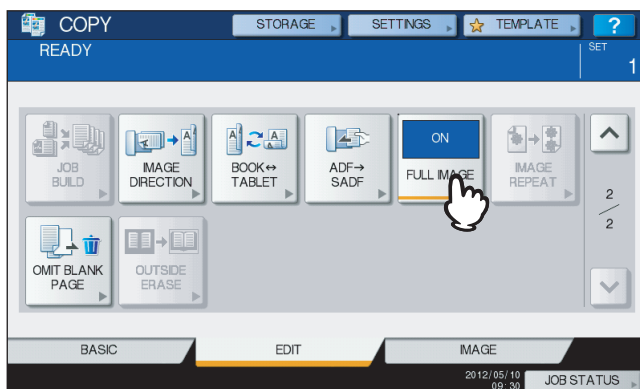 COPY
STORAGE
SETTINGS
TEMPLATE
?
READY
SET
1
JOB
BUILD
IMAGE
DIRECTION
BOOK↔
TABLET
ADF→
SADF
ON
FULL IMAGE
IMAGE
REPEAT
2
2
OMIT BLANK
PAGE
OUTSIDE
ERASE
BASIC
EDIT
IMAGE
2012/05/10
09:30
JOB STATUS